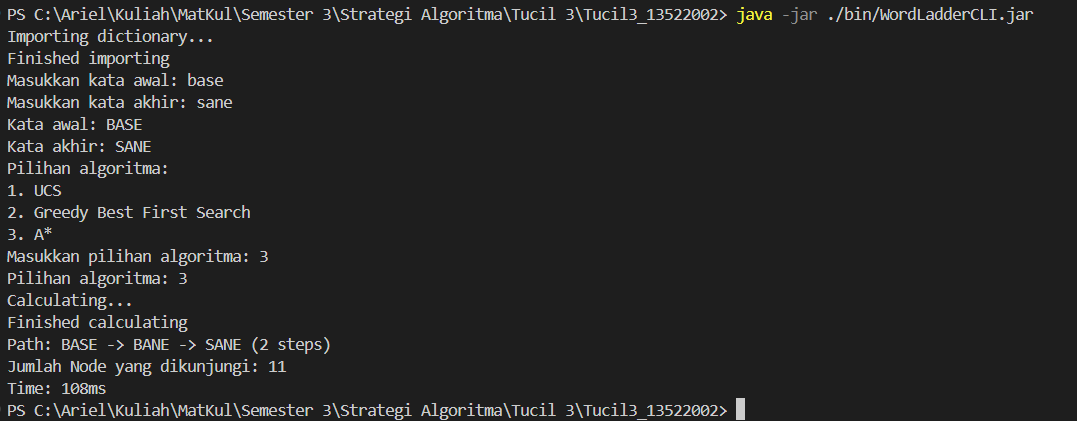 PS C:\Ariel\Kuliah\MatKul\Semester 3\Strategi Algoritma\Tucil 3\Tucil3_13522002> java -jar ./bin/WordLadderCLI.jar
Importing dictionary...
Finished importing
Masukkan kata awal: base
Masukkan kata akhir: sane
Kata awal: BASE
Kata akhir: SANE
Pilihan algoritma:
1. UCS
2. Greedy Best First Search
3. A*
Masukkan pilihan algoritma: 3
Pilihan algoritma: 3
Calculating...
Finished calculating
Path: BASE -> BANE -> SANE (2 steps)
Jumlah Node yang dikunjungi: 11
Time: 108ms
PS C:\Ariel\Kuliah\MatKul\Semester 3\Strategi Algoritma\Tucil 3\Tucil3_13522002>